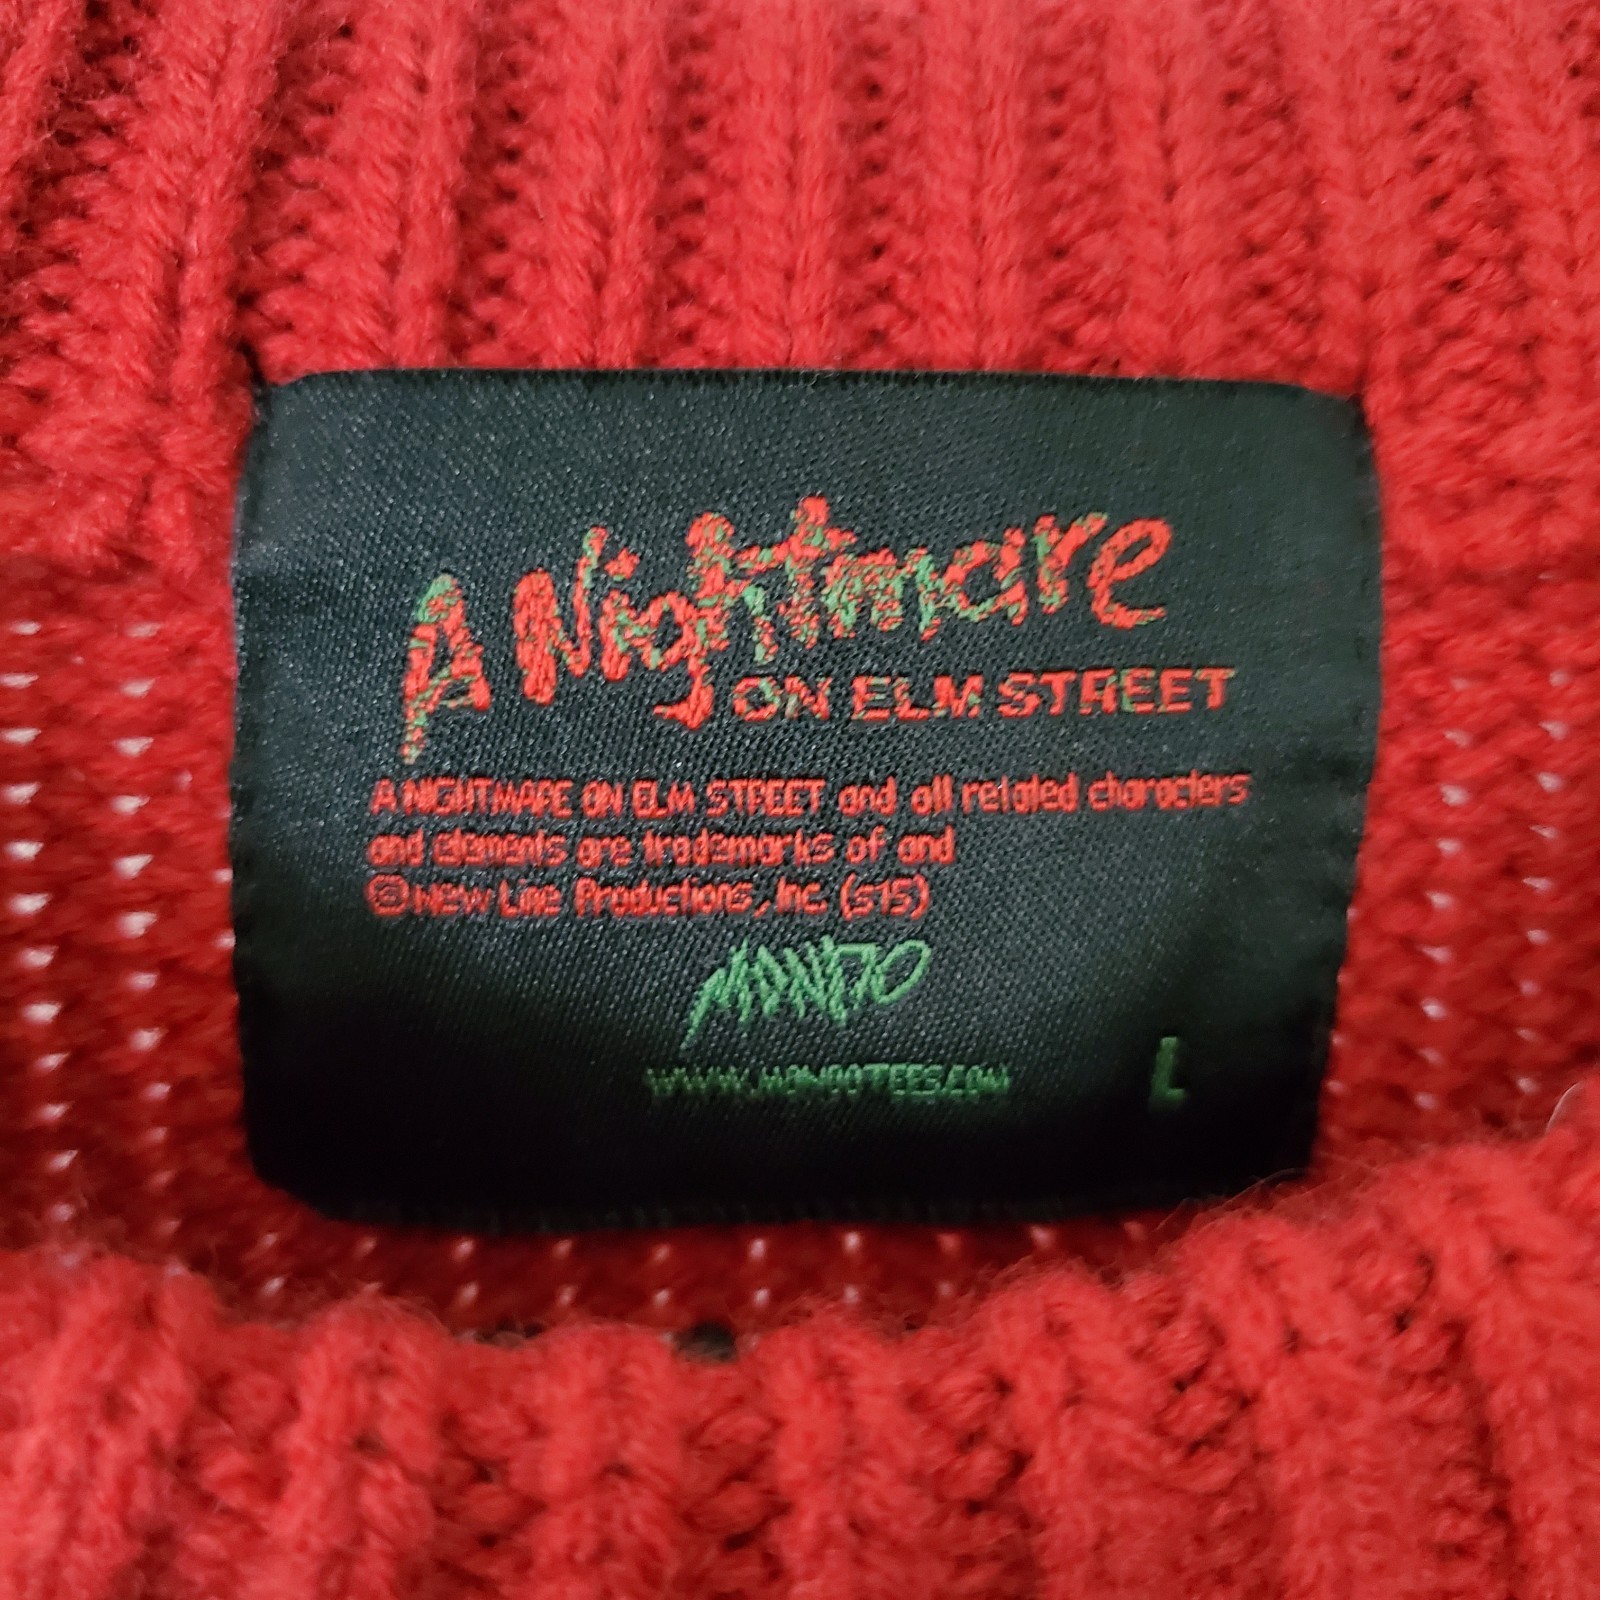 A Nightmare
ON ELM STREET
A NIGHTMARE ON ELM STREET and all related characters
and elements are trademarks of and
© New Line Productions, Inc. (s15)
MONDO
WWW.MONDOTEES.COM
L